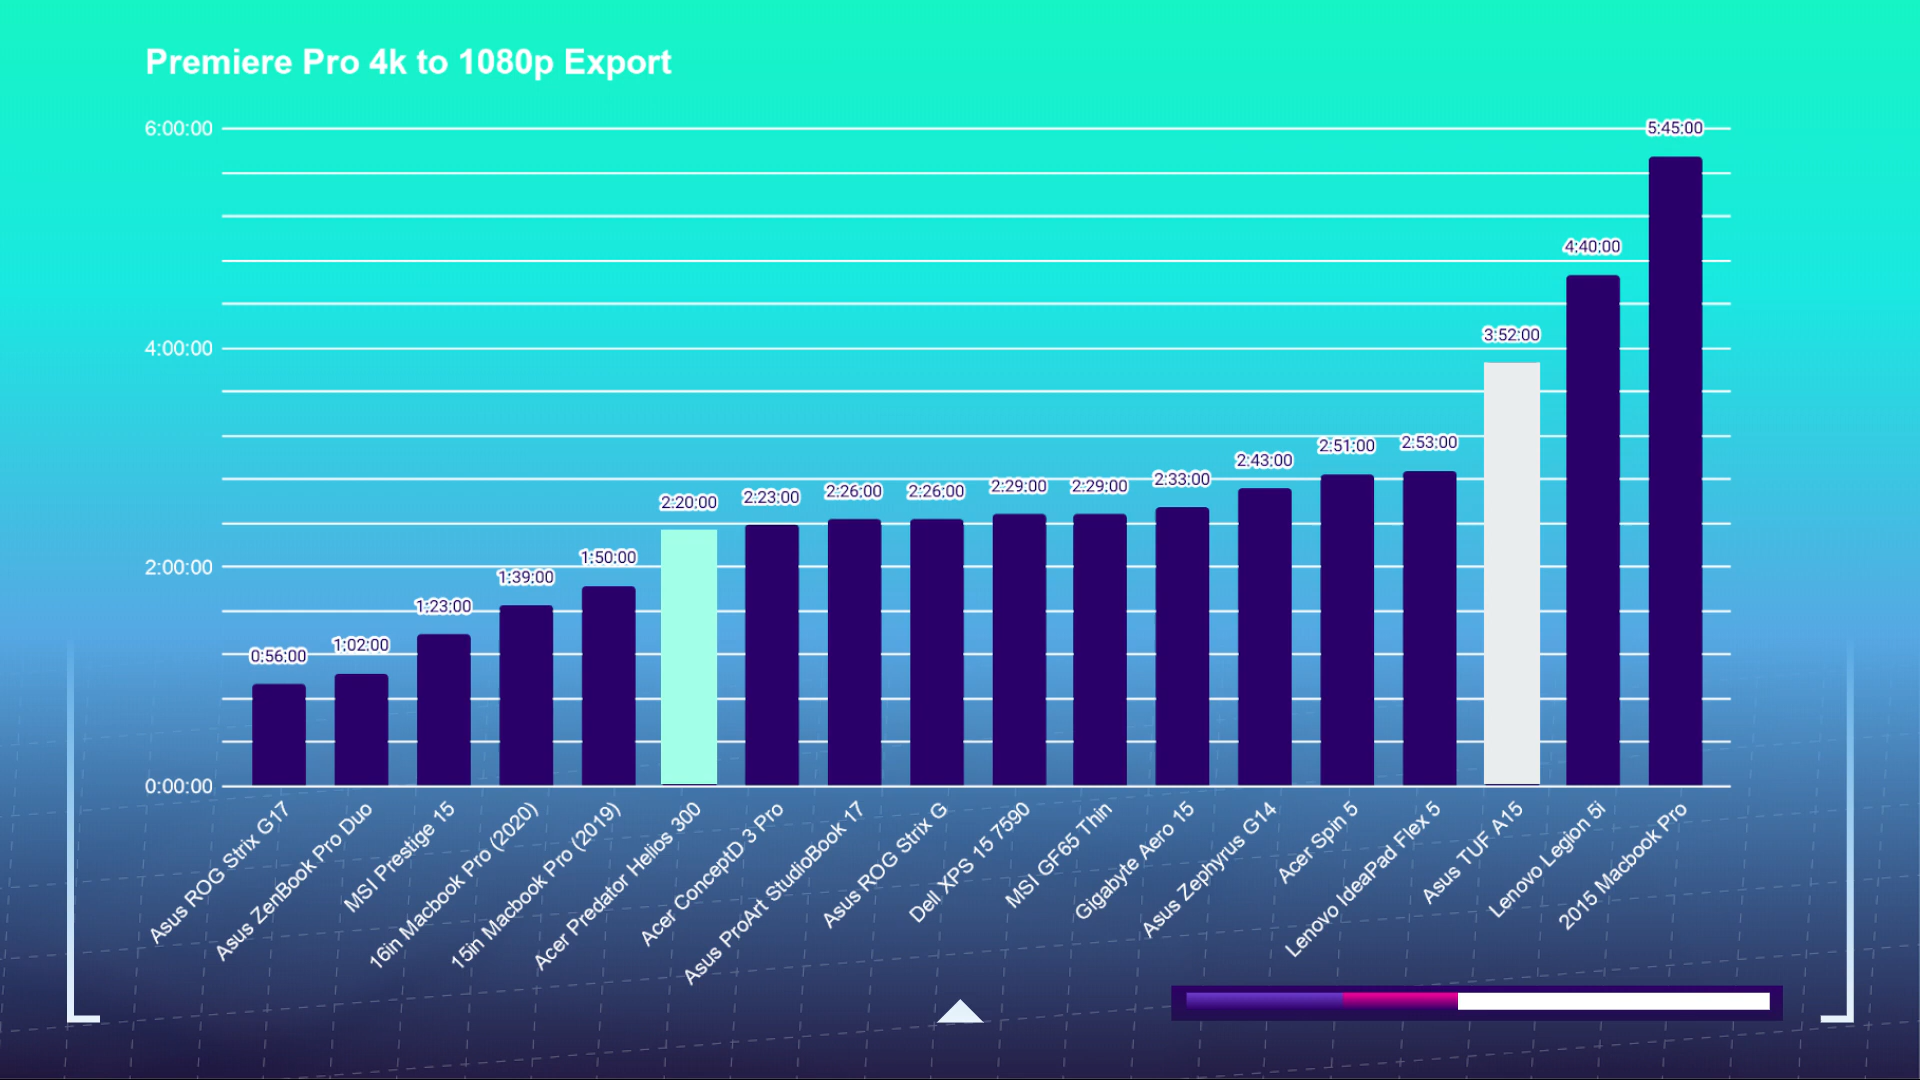 Premiere Pro 4k to 1080p Export
6:00:00
4:00:00
2:00:00
0:00:00
0:56:00
1:02:00
1:23:00
1:39:00
1:50:00
2:20:00
2:23:00
2:26:00
2:26:00
2:29:00
2:29:00
2:33:00
2:43:00
2:51:00
2:53:00
3:52:00
4:40:00
5:45:00
Asus ROG Strix G17
Asus ZenBook Pro Duo
MSI Prestige 15
16in Macbook Pro (2020)
15in Macbook Pro (2019)
Acer Predator Helios 300
Acer ConceptD 3 Pro
Asus ProArt StudioBook 17
Asus ROG Strix G
Dell XPS 15 7590
MSI GF65 Thin
Gigabyte Aero 15
Asus Zephyrus G14
Acer Spin 5
Lenovo IdeaPad Flex 5
Asus TUF A15
Lenovo Legion 5i
2015 Macbook Pro